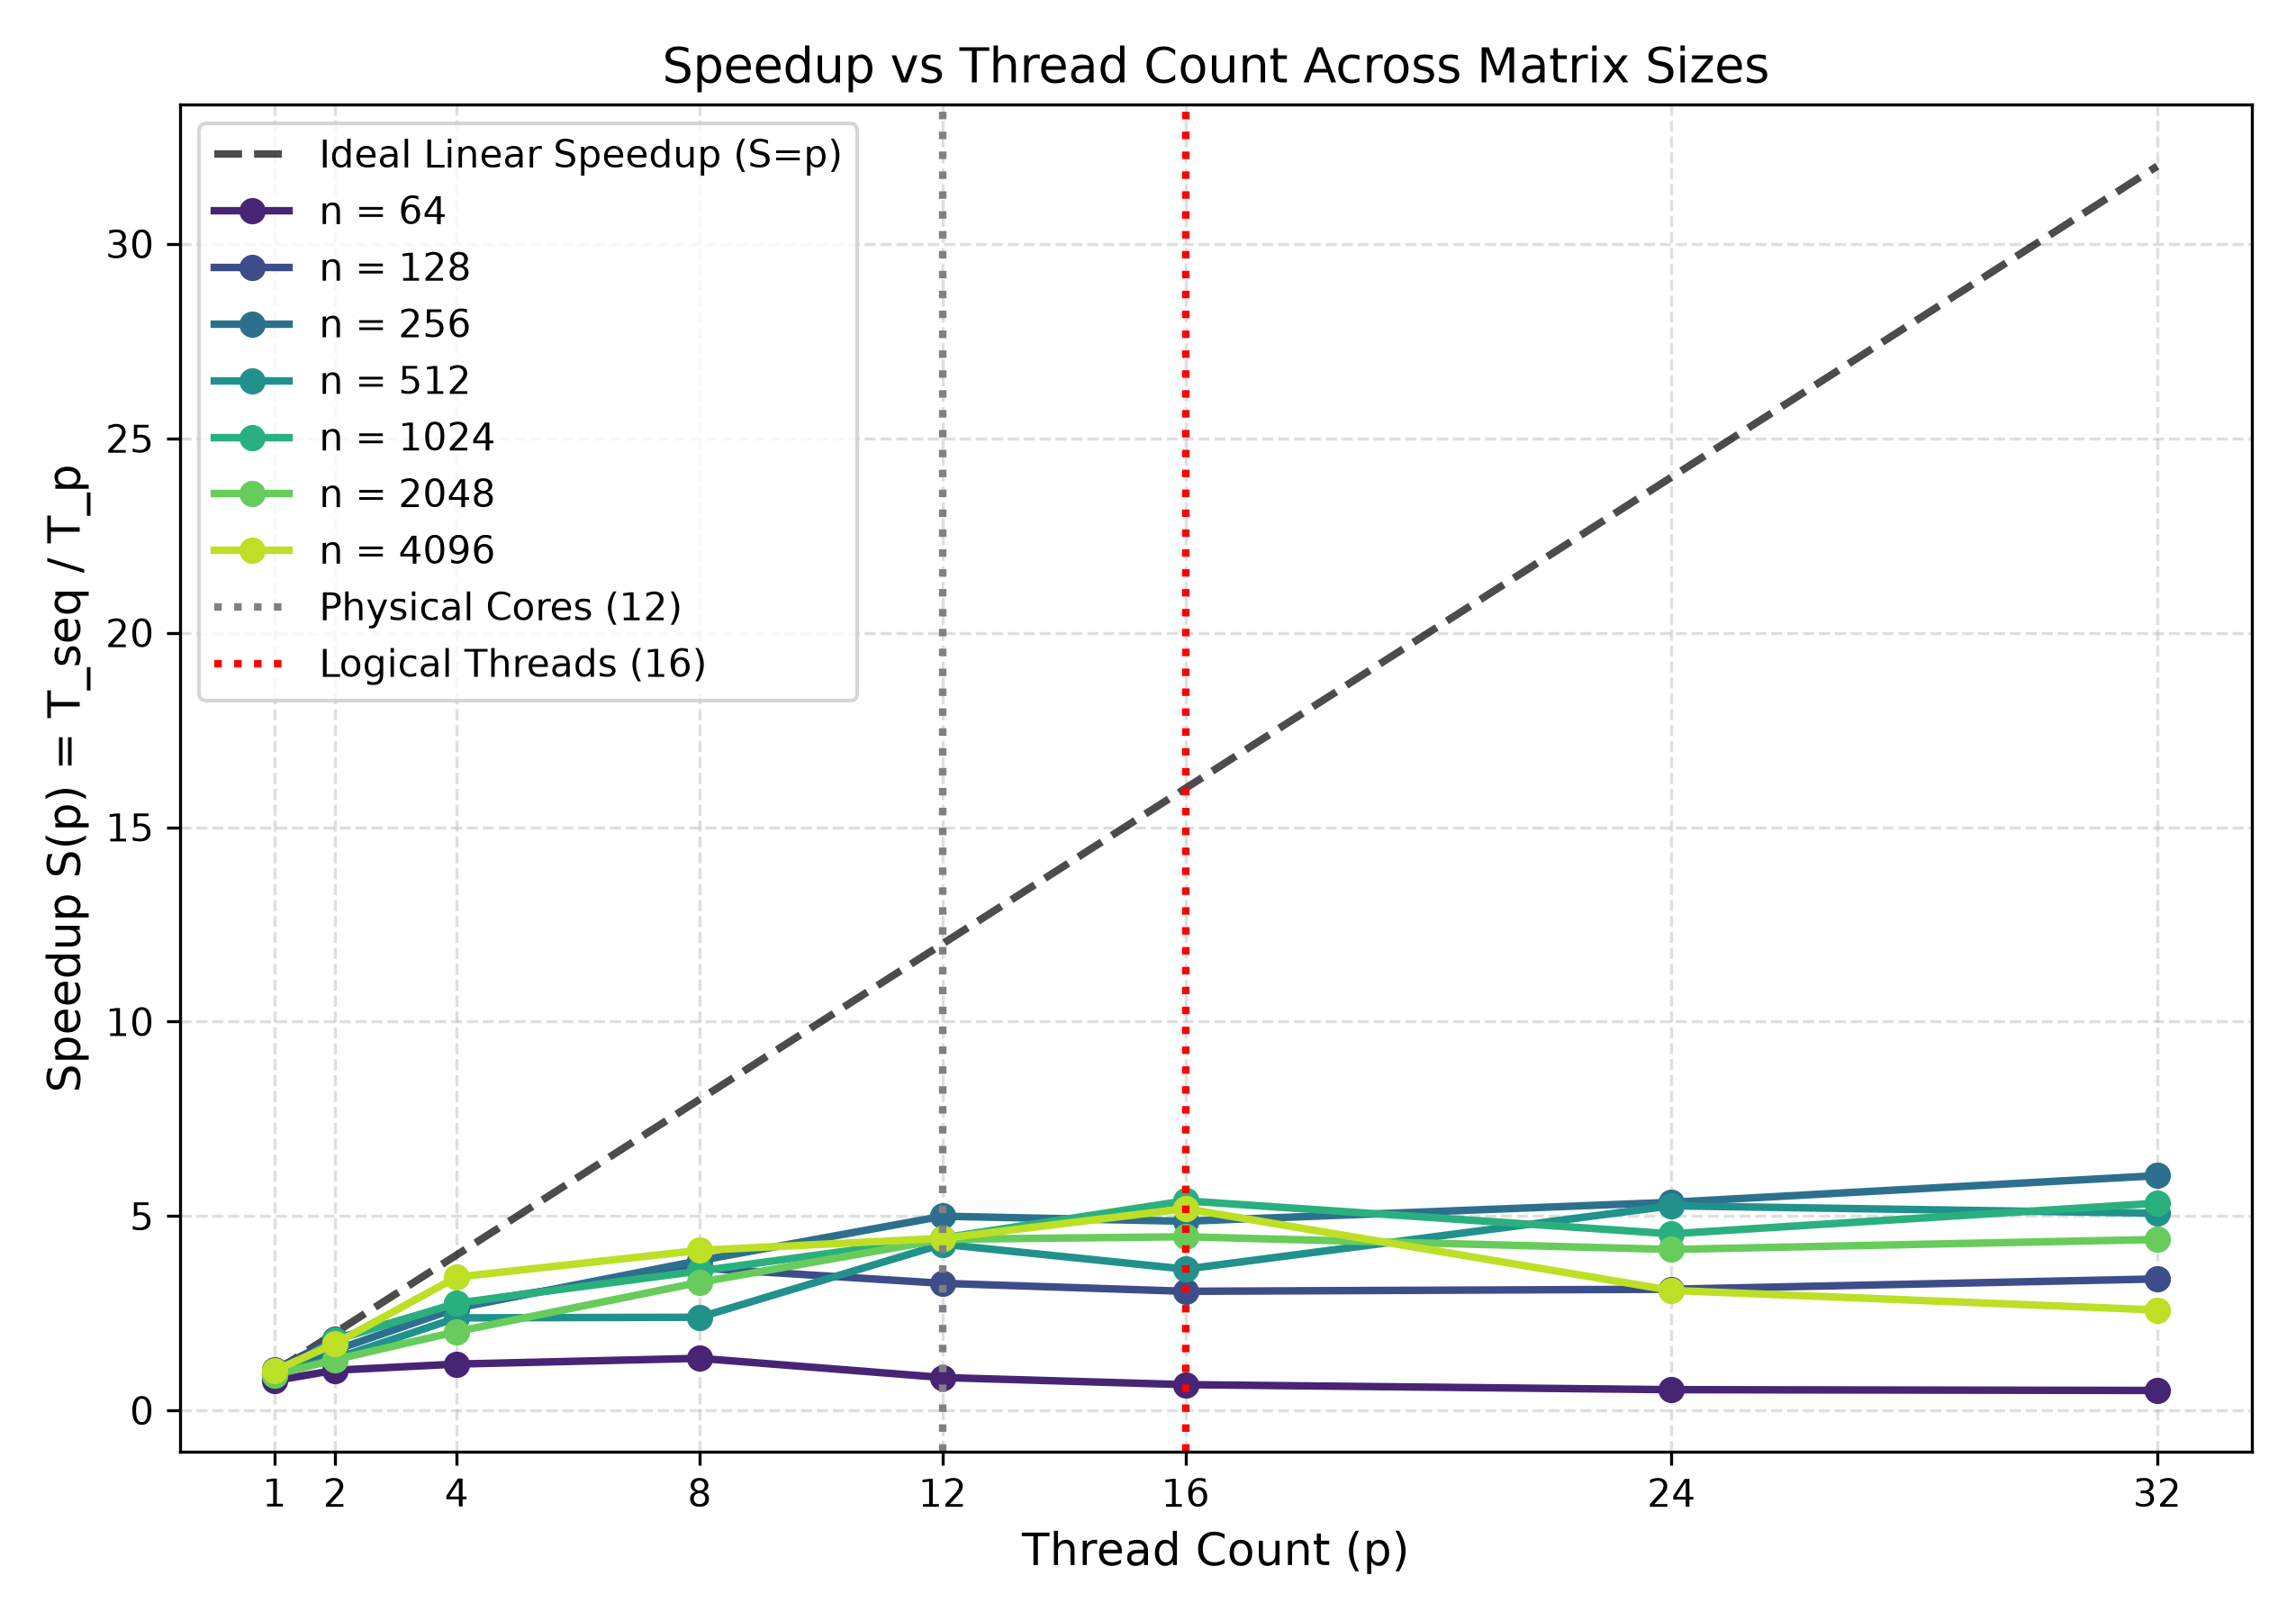 Speedup vs Thread Count Across Matrix Sizes
Ideal Linear Speedup (S=p)
n = 64
n = 128
n = 256
n = 512
n = 1024
n = 2048
n = 4096
Physical Cores (12)
Logical Threads (16)
Speedup S(p) = T_seq / T_p
30
25
20
15
10
5
0
1 2 4 8 12 16 24 32
Thread Count (p)